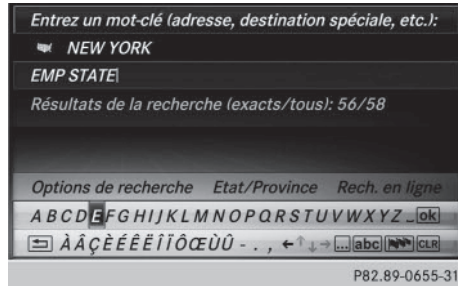 Entrez un mot-clé (adresse, destination spéciale, etc.):
NEW YORK
EMP STATE
Résultats de la recherche (exacts/tous): 56/58
Options de recherche Etat/Province Rech. en ligne
A B C D E F G H I J K L M N O P Q R S T U V W X Y Z _ ok
À Â Ç È É Ê Ë Î Ï Ô Œ Ù Û - . , ← ↑ ↓ → ... abc CLR
P82.89-0655-31